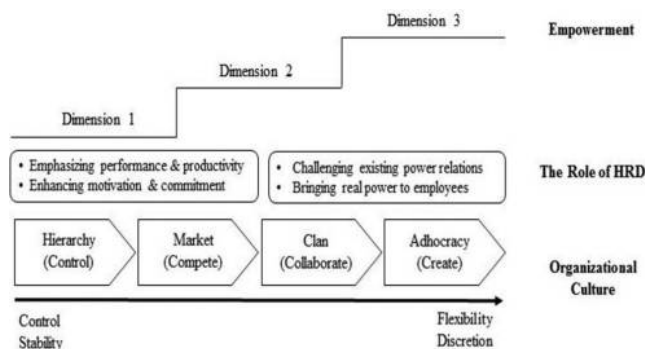 Dimension 3
Empowerment
Dimension 2
Dimension 1
• Emphasizing performance & productivity
• Enhancing motivation & commitment
• Challenging existing power relations
• Bringing real power to employees
The Role of HRD
Hierarchy
(Control)
Market
(Compete)
Clan
(Collaborate)
Adhocracy
(Create)
Organizational
Culture
Control
Stability
Flexibility
Discretion